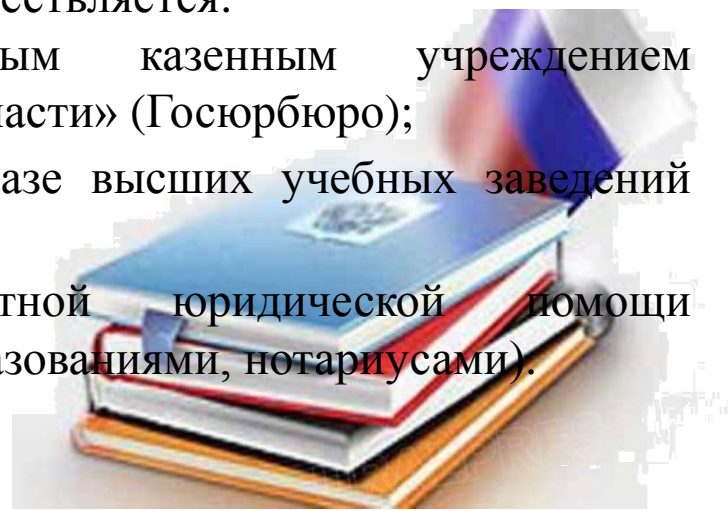 ествляется:
ым казенным учреждением
ласти» (Госюрбюро);
азе высших учебных заведений
тной юридической помощи
азованиями, нотариусами).